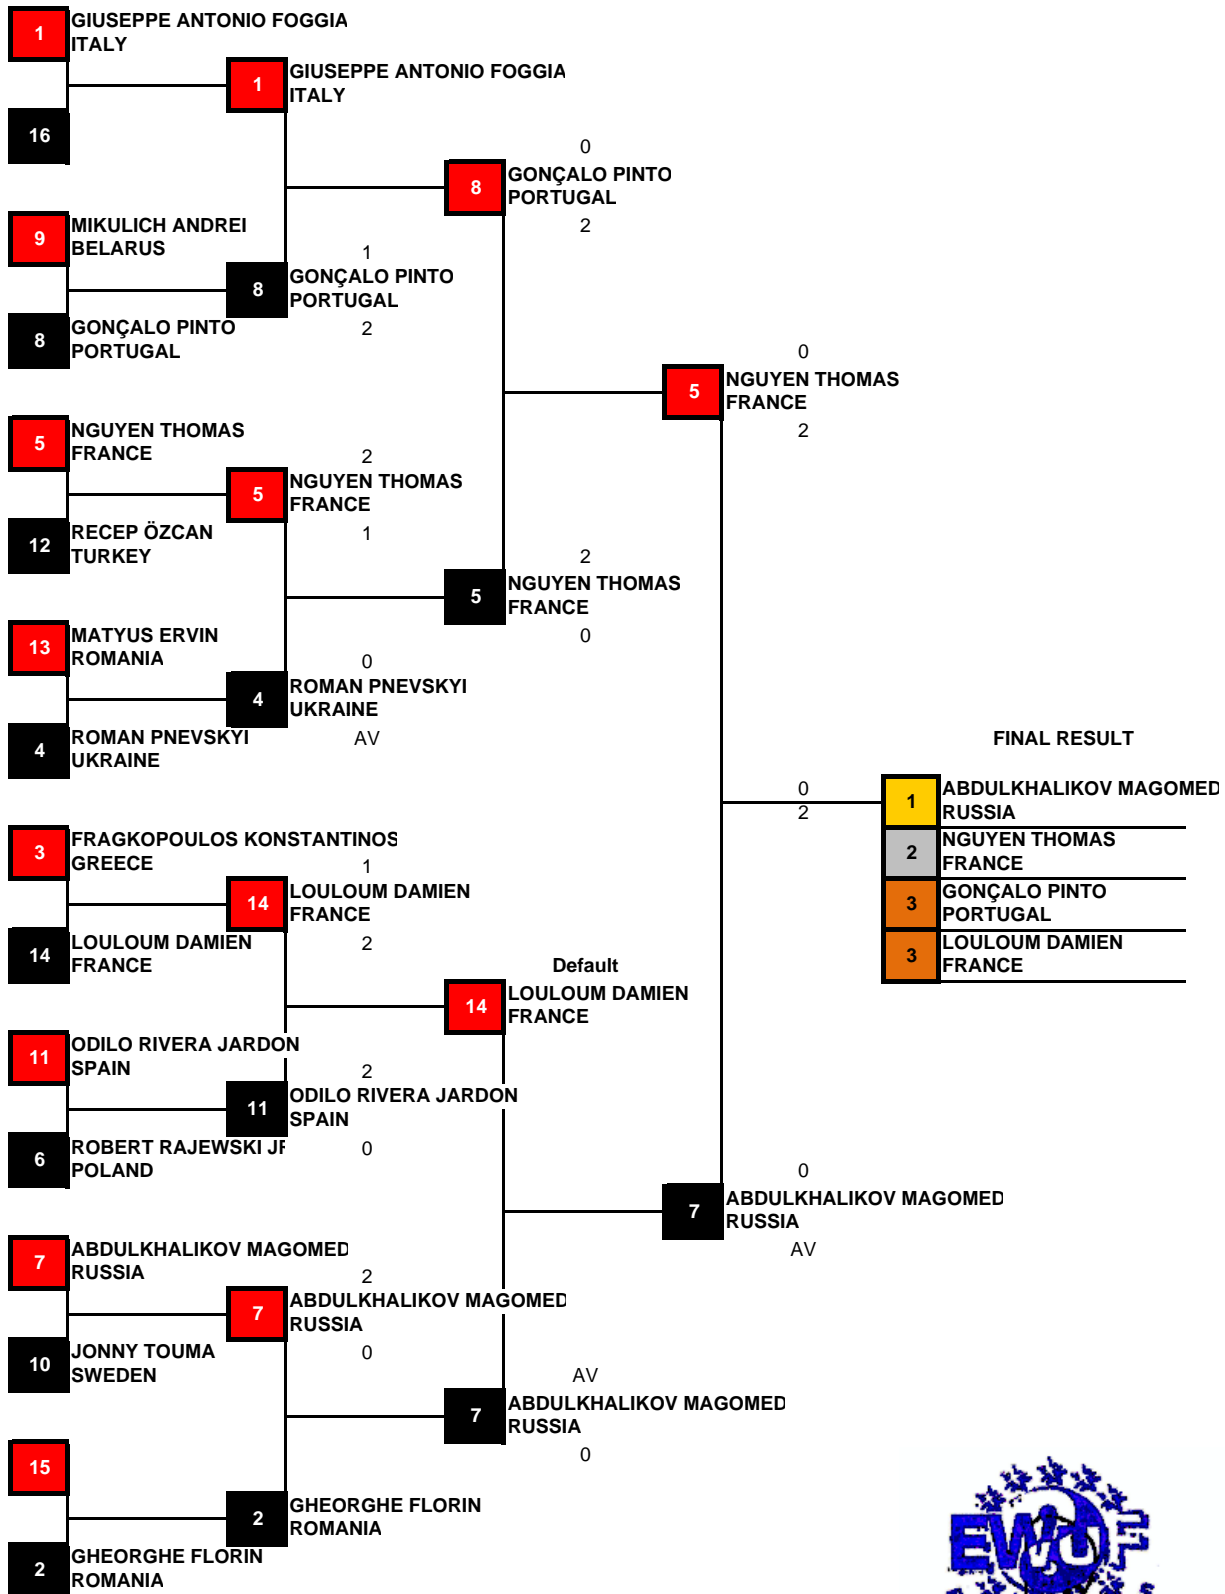 1
GIUSEPPE ANTONIO FOGGIA
ITALY
16
1
GIUSEPPE ANTONIO FOGGIA
ITALY
9
MIKULICH ANDREI
BELARUS
8
GONÇALO PINTO
PORTUGAL
1
8
GONÇALO PINTO
PORTUGAL
2
0
8
GONÇALO PINTO
PORTUGAL
2
5
NGUYEN THOMAS
FRANCE
12
RECEP ÖZCAN
TURKEY
2
5
NGUYEN THOMAS
FRANCE
1
13
MATYUS ERVIN
ROMANIA
4
ROMAN PNEVSKYI
UKRAINE
0
4
ROMAN PNEVSKYI
UKRAINE
AV
2
5
NGUYEN THOMAS
FRANCE
0
0
5
NGUYEN THOMAS
FRANCE
2
3
FRAGKOPOULOS KONSTANTINOS
GREECE
14
LOULOUM DAMIEN
FRANCE
1
14
LOULOUM DAMIEN
FRANCE
2
11
ODILO RIVERA JARDON
SPAIN
6
ROBERT RAJEWSKI
POLAND
2
11
ODILO RIVERA JARDON
SPAIN
0
Default
14
LOULOUM DAMIEN
FRANCE
7
ABDULKHALIKOV MAGOMED
RUSSIA
10
JONNY TOUMA
SWEDEN
2
7
ABDULKHALIKOV MAGOMED
RUSSIA
0
15
2
GHEORGHE FLORIN
ROMANIA
2
GHEORGHE FLORIN
ROMANIA
AV
7
ABDULKHALIKOV MAGOMED
RUSSIA
0
0
7
ABDULKHALIKOV MAGOMED
RUSSIA
AV
0
2
FINAL RESULT
1
ABDULKHALIKOV MAGOMED
RUSSIA
2
NGUYEN THOMAS
FRANCE
3
GONÇALO PINTO
PORTUGAL
3
LOULOUM DAMIEN
FRANCE